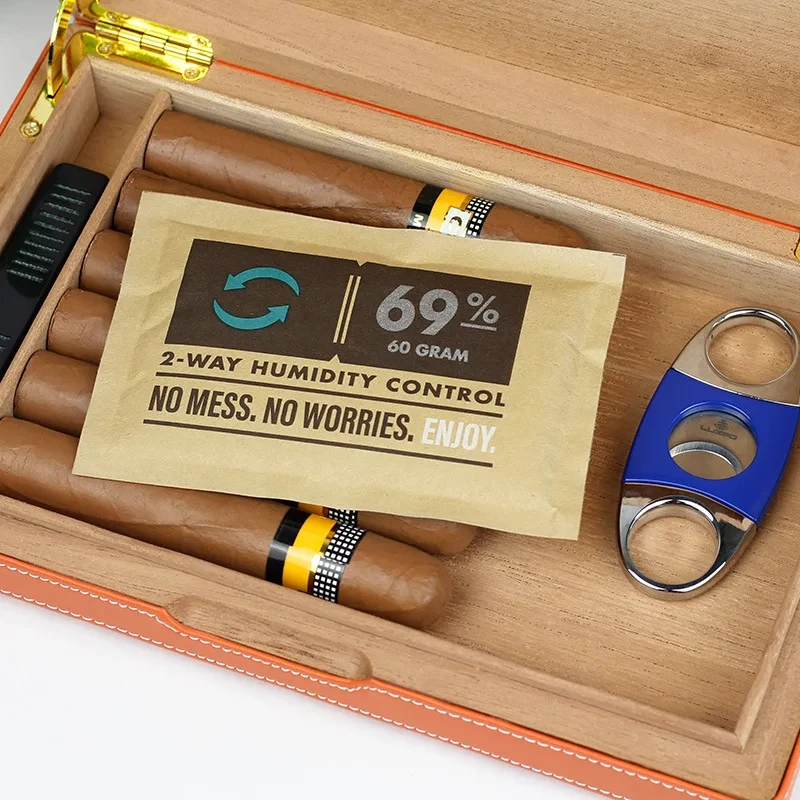 69%
60 GRAM
2-WAY HUMIDITY CONTROL
NO MESS. NO WORRIES. ENJOY.